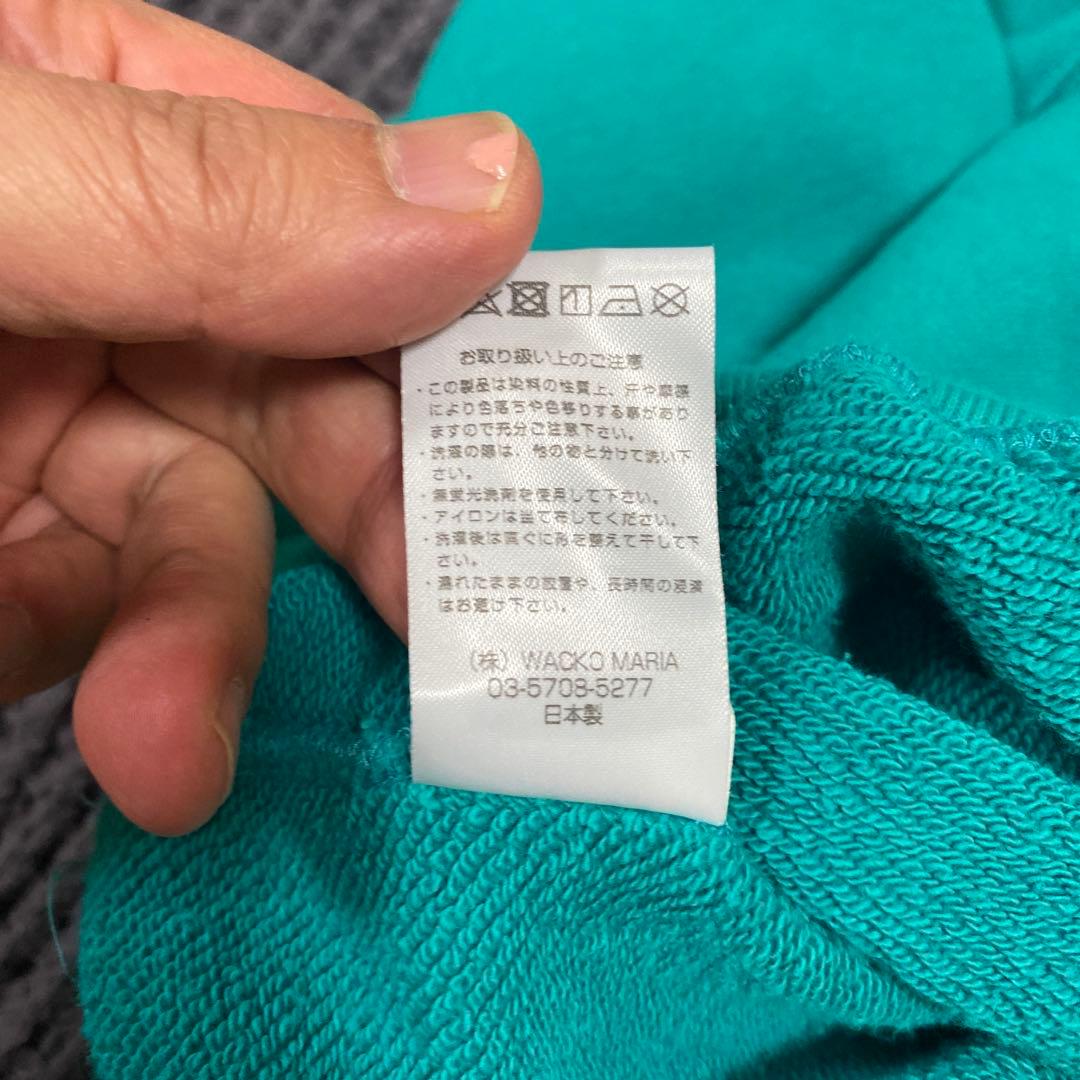 お取り扱い上のご注意
・この製品は染料の性質上、汗や摩擦
により色落ちや色移りする事があり
ますので充分ご注意下さい。
・洗濯の際は、他の物と分けて洗い下
さい。
・無蛍光洗剤を使用して下さい。
・アイロンは当て布してください。
・洗濯後は直ぐに形を整えて干して下
さい。
・濡れたままの放置や、長時間の浸漬
はお避け下さい。
(株) WACKO MARIA
03-5708-5277
日本製